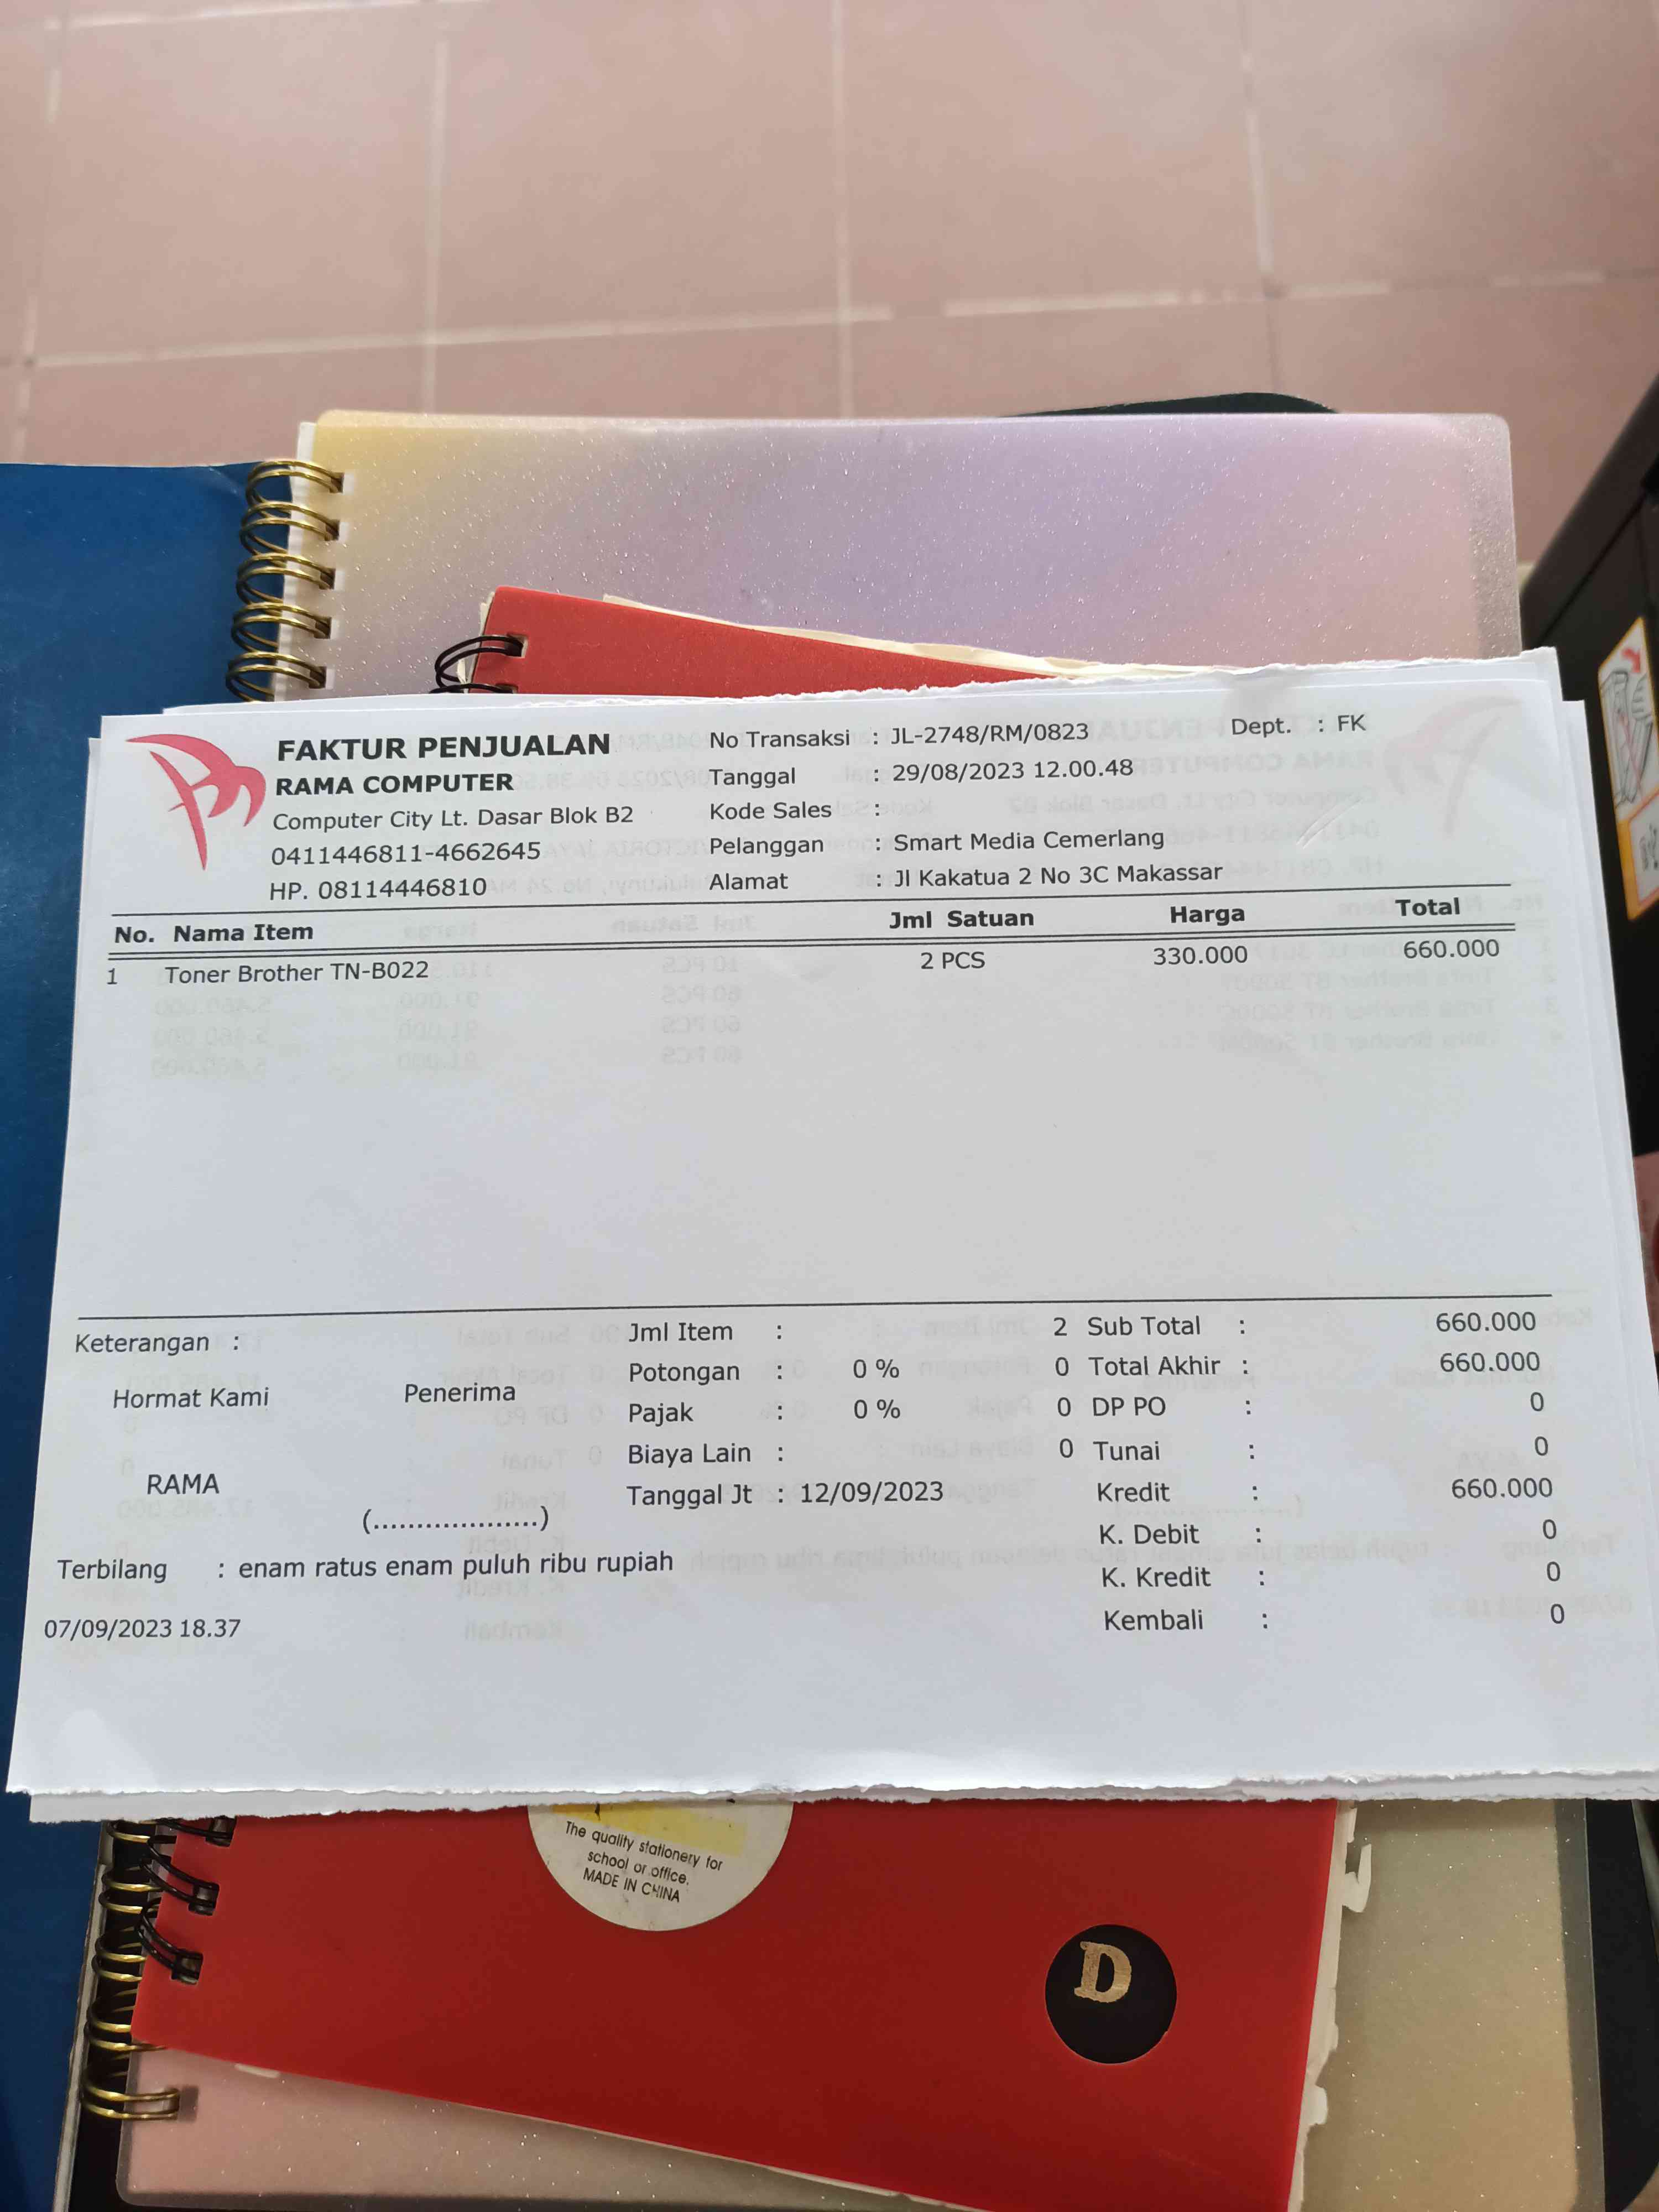 FAKTUR PENJUALAN
RAMA COMPUTER
Computer City Lt. Dasar Blok B2
0411446811-4662645
HP. 08114446810
No Transaksi : JL-2748/RM/0823
Dept. : FK
Tanggal : 29/08/2023 12.00.48
Kode Sales :
Pelanggan : Smart Media Cemerlang
Alamat : Jl Kakatua 2 No 3C Makassar
No. Nama Item Jml Satuan Harga Total
1 Toner Brother TN-B022 2 PCS 330.000 660.000
Keterangan :
Hormat Kami Penerima
RAMA
(....................)
Jml Item : 2
Potongan : 0 % 0
Pajak : 0 % 0
Biaya Lain : 0
Tanggal Jt : 12/09/2023
Sub Total : 660.000
Total Akhir : 660.000
DP PO : 0
Tunai : 0
Kredit : 660.000
K. Debit : 0
K. Kredit : 0
Kembali : 0
Terbilang : enam ratus enam puluh ribu rupiah
07/09/2023 18.37
The quality stationery for
school or office.
MADE IN CHINA
D